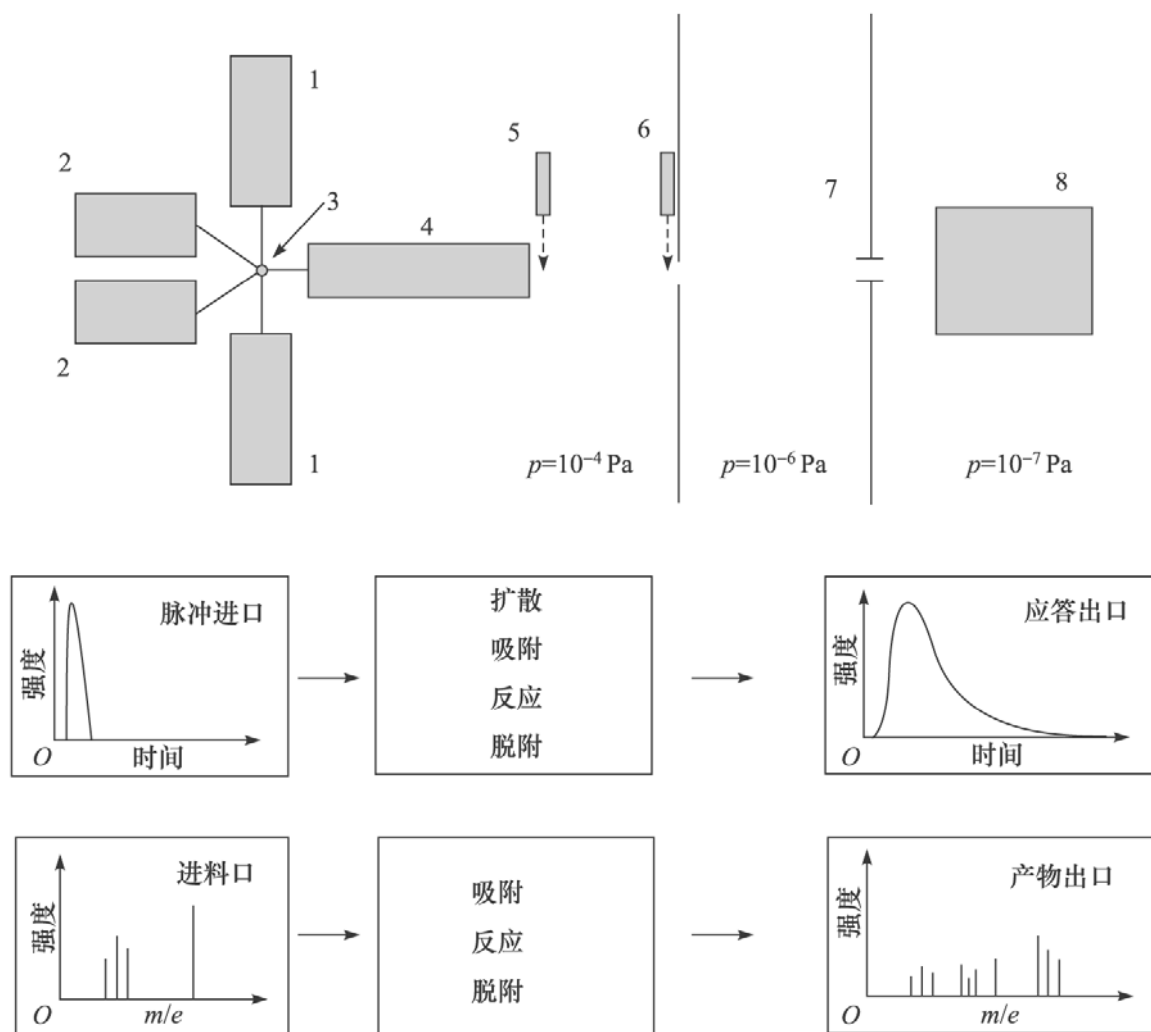 1
5
6
2
7
8
3
4
2
1
p=10⁻⁴ Pa
p=10⁻⁶ Pa
p=10⁻⁷ Pa
强度
脉冲进口
O
时间
扩散
吸附
反应
脱附
强度
应答出口
O
时间
强度
进料口
O
m/e
吸附
反应
脱附
强度
产物出口
O
m/e